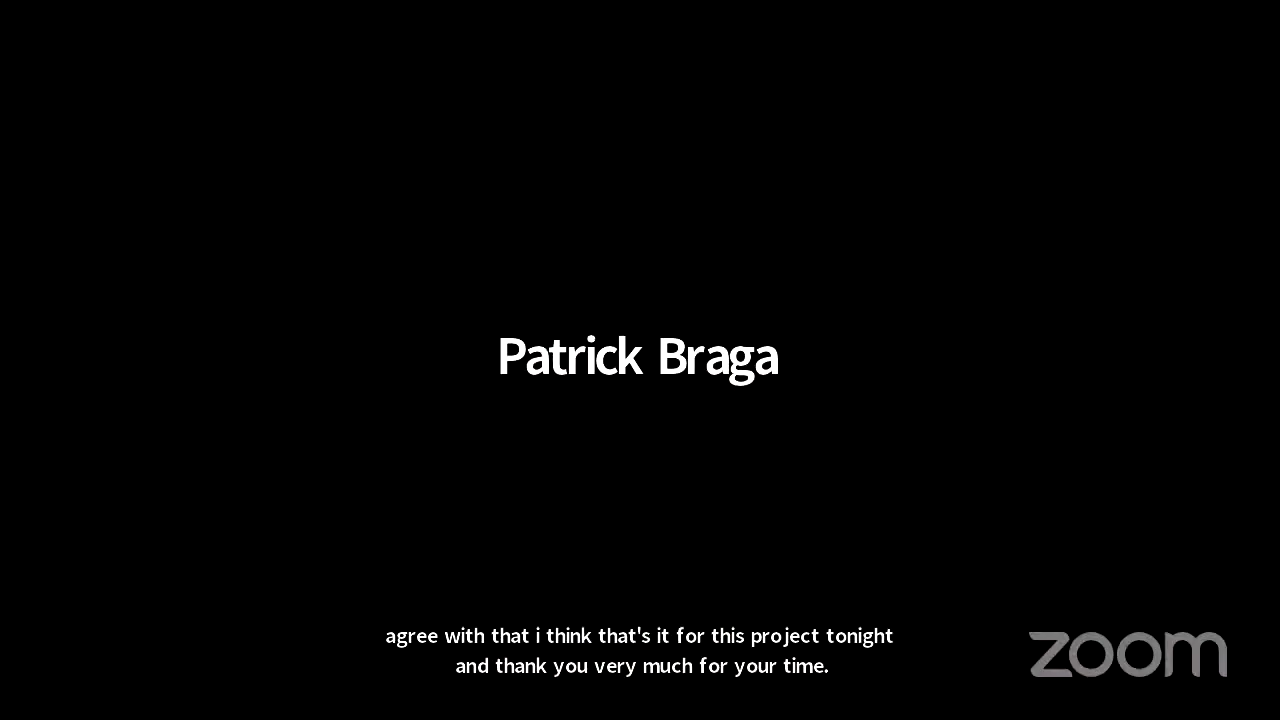 Patrick Braga
agree with that i think that's it for this project tonight
and thank you very much for your time.
zoom